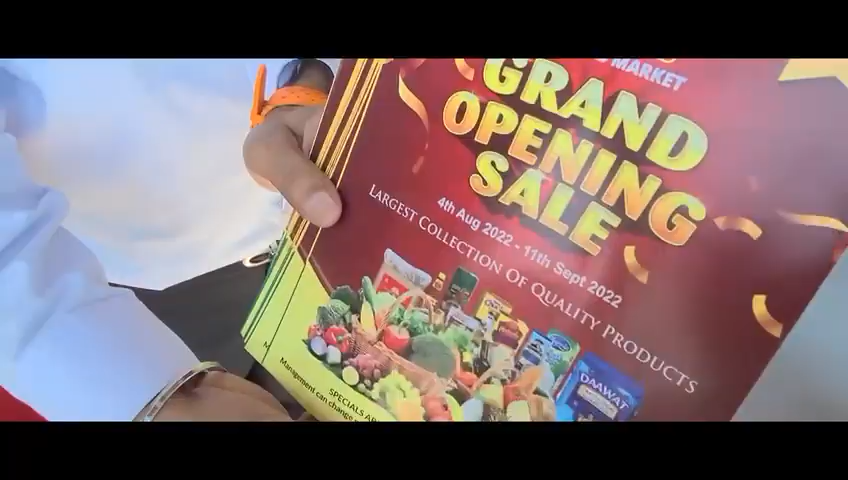 MARKET
GRAND
OPENING
SALE
4th Aug 2022 - 11th Sept 2022
LARGEST COLLECTION OF QUALITY PRODUCTS
DAAWAT
SPECIALS
Management can change